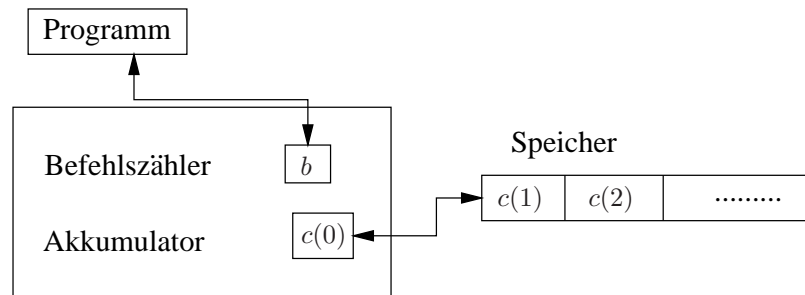 Programm
Speicher
Befehlszähler b
c(1) c(2) .........
Akkumulator c(0)